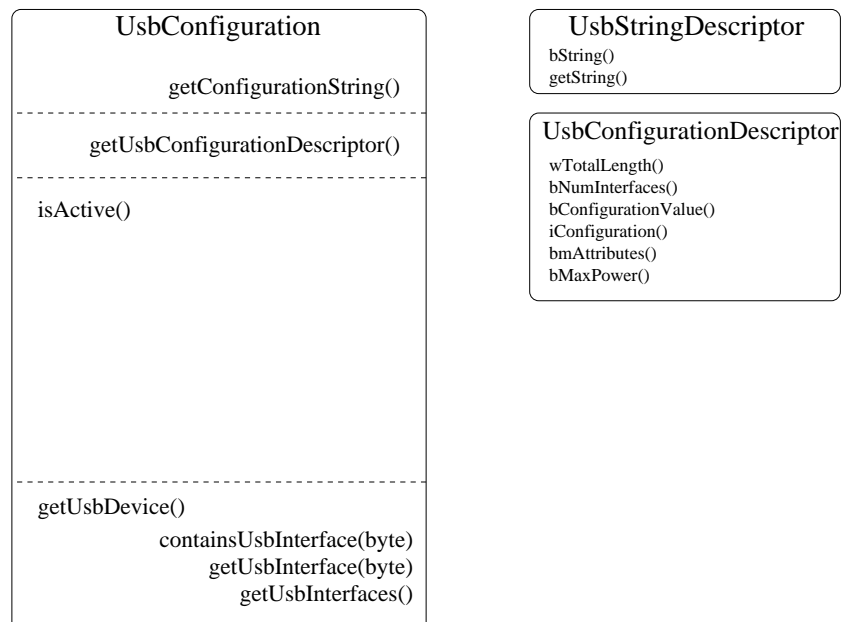 UsbConfiguration
getConfigurationString()
getUsbConfigurationDescriptor()
isActive()
getUsbDevice()
containsUsbInterface(byte)
getUsbInterface(byte)
getUsbInterfaces()
UsbStringDescriptor
bString()
getString()
UsbConfigurationDescriptor
wTotalLength()
bNumInterfaces()
bConfigurationValue()
iConfiguration()
bmAttributes()
bMaxPower()